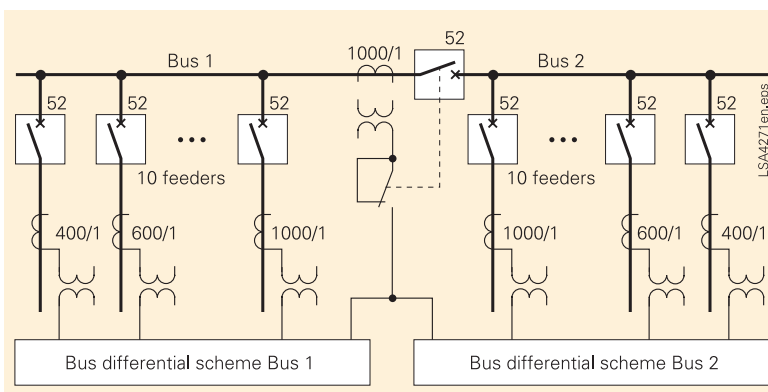 1000/1
52
Bus 1
Bus 2
52
52
52
52
52
52
...
...
10 feeders
10 feeders
400/1
600/1
1000/1
1000/1
600/1
400/1
Bus differential scheme Bus 1
Bus differential scheme Bus 2
LSA4271en.eps